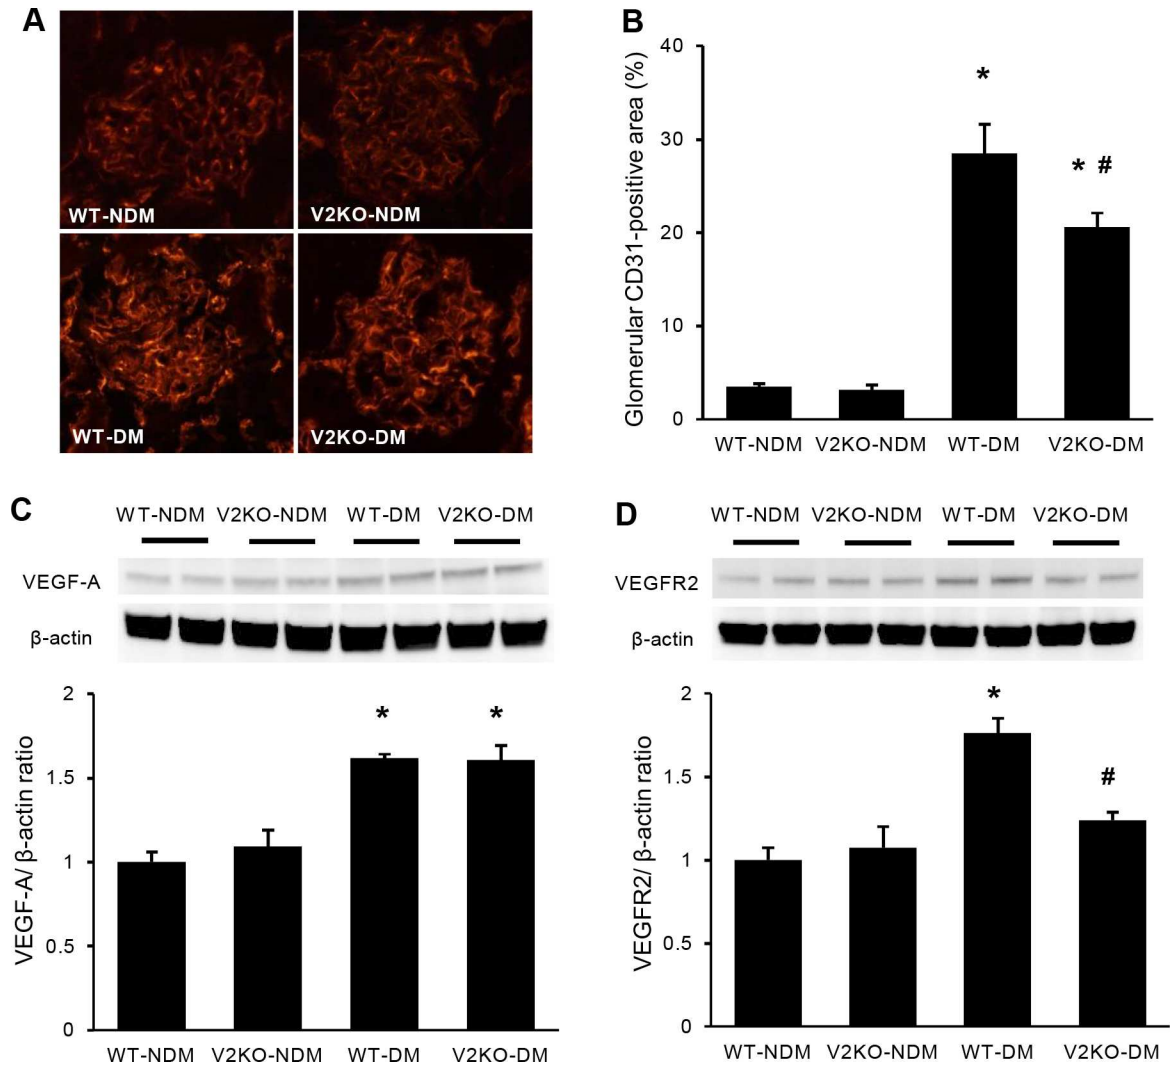 A
WT-NDM
V2KO-NDM
WT-DM
V2KO-DM
B
Glomerular CD31-positive area (%)
40
30
20
10
0
*
* #
WT-NDM V2KO-NDM WT-DM V2KO-DM
C
WT-NDM V2KO-NDM WT-DM V2KO-DM
VEGF-A
β-actin
VEGF-A/ β-actin ratio
2
1.5
1
0.5
0
* *
WT-NDM V2KO-NDM WT-DM V2KO-DM
D
WT-NDM V2KO-NDM WT-DM V2KO-DM
VEGFR2
β-actin
VEGFR2/ β-actin ratio
2
1.5
1
0.5
0
*
#
WT-NDM V2KO-NDM WT-DM V2KO-DM